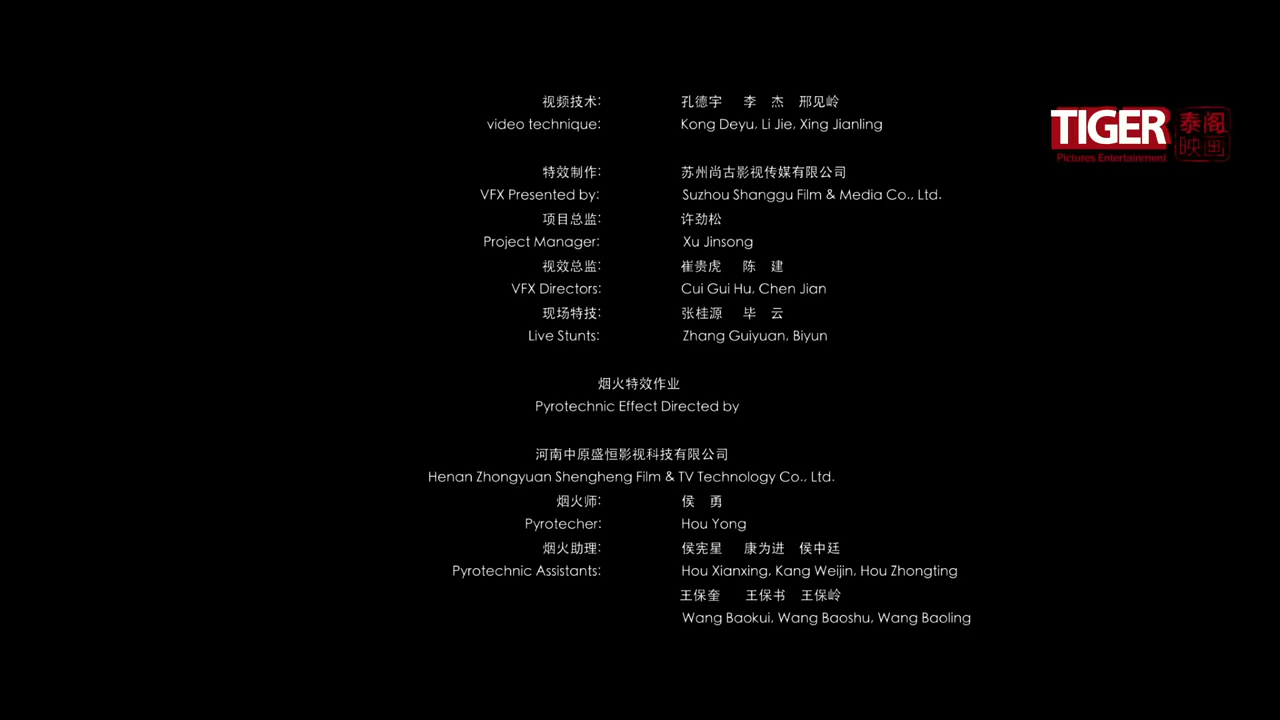 视频技术: 孔德宇 李 杰 邢见岭
video technique: Kong Deyu, Li Jie, Xing Jianling
TIGER 泰阁
Pictures Entertainment 映画
特效制作: 苏州尚古影视传媒有限公司
VFX Presented by: Suzhou Shanggu Film & Media Co., Ltd.
项目总监: 许劲松
Project Manager: Xu Jinsong
视效总监: 崔贵虎 陈 建
VFX Directors: Cui Gui Hu, Chen Jian
现场特技: 张桂源 毕 云
Live Stunts: Zhang Guiyuan, Biyun
烟火特效作业
Pyrotechnic Effect Directed by
河南中原盛恒影视科技有限公司
Henan Zhongyuan Shengheng Film & TV Technology Co., Ltd.
烟火师: 侯 勇
Pyrotecher: Hou Yong
烟火助理: 侯宪星 康为进 侯中廷
Pyrotechnic Assistants: Hou Xianxing, Kang Weijin, Hou Zhongting
王保奎 王保书 王保岭
Wang Baokui, Wang Baoshu, Wang Baoling